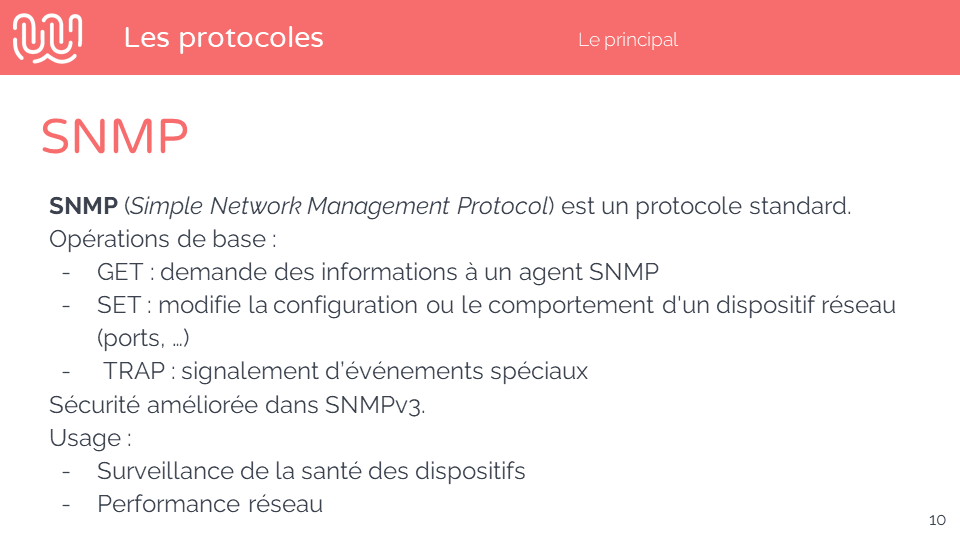 Les protocoles
Le principal
SNMP
SNMP (Simple Network Management Protocol) est un protocole standard.
Opérations de base :
- GET : demande des informations à un agent SNMP
- SET : modifie la configuration ou le comportement d'un dispositif réseau
(ports, …)
- TRAP : signalement d’événements spéciaux
Sécurité améliorée dans SNMPv3.
Usage :
- Surveillance de la santé des dispositifs
- Performance réseau
10